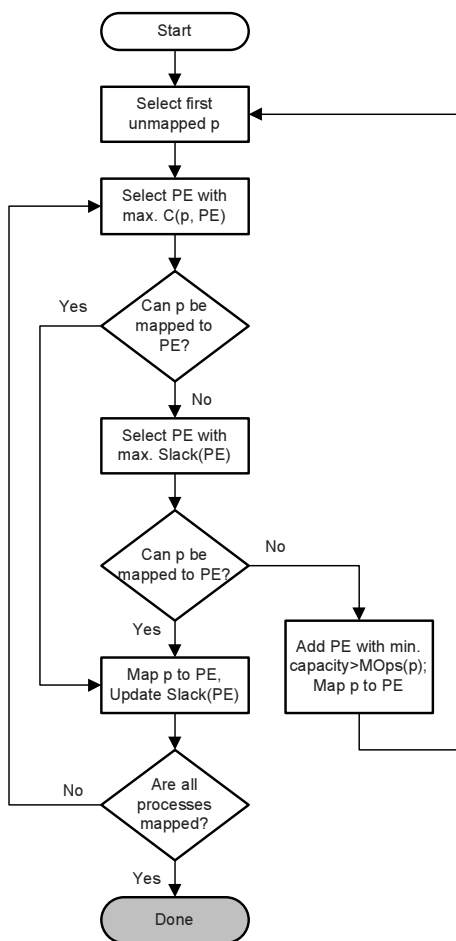 Start
Select first
unmapped p
Select PE with
max. C(p, PE)
Yes
Can p be
mapped to
PE?
No
Select PE with
max. Slack(PE)
Can p be
mapped to PE?
No
Yes
Add PE with min.
capacity>MOps(p);
Map p to PE
Map p to PE,
Update Slack(PE)
No
Are all
processes
mapped?
Yes
Done